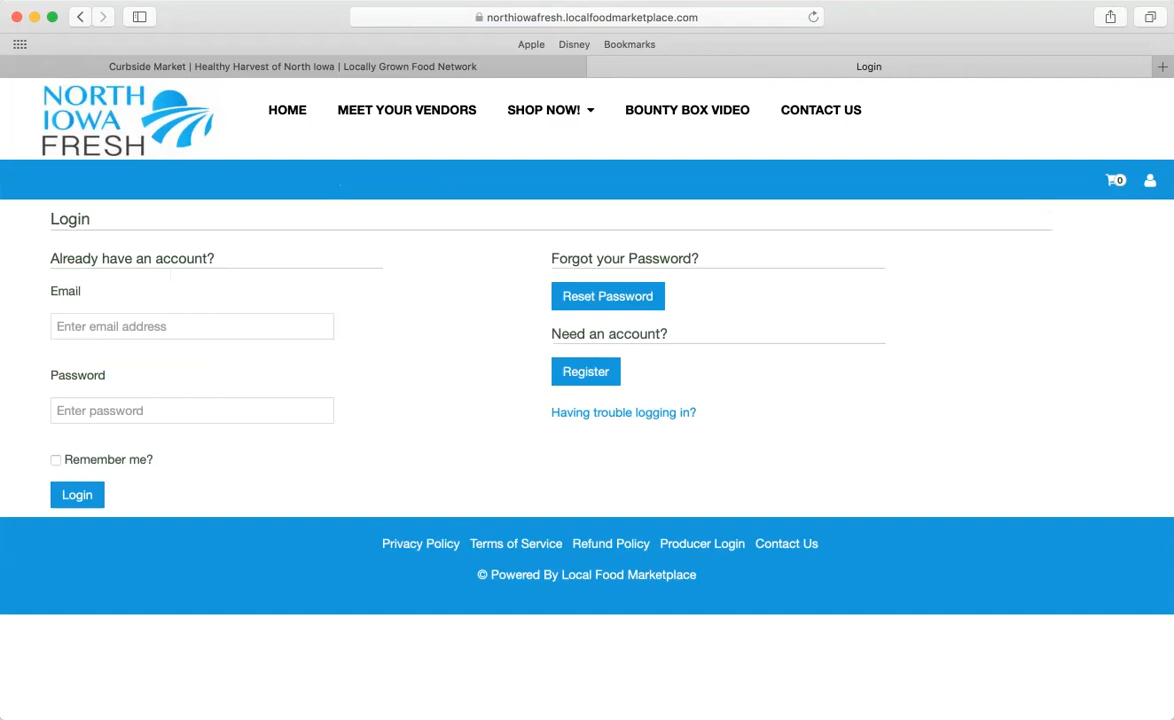 northiowafresh.localfoodmarketplace.com
Apple Disney Bookmarks
Curbside Market | Healthy Harvest of North Iowa | Locally Grown Food Network
Login
NORTH
IOWA
FRESH
HOME MEET YOUR VENDORS SHOP NOW! BOUNTY BOX VIDEO CONTACT US
0
Login
Already have an account?
Email
Enter email address
Password
Enter password
Remember me?
Login
Forgot your Password?
Reset Password
Need an account?
Register
Having trouble logging in?
Privacy Policy Terms of Service Refund Policy Producer Login Contact Us
© Powered By Local Food Marketplace